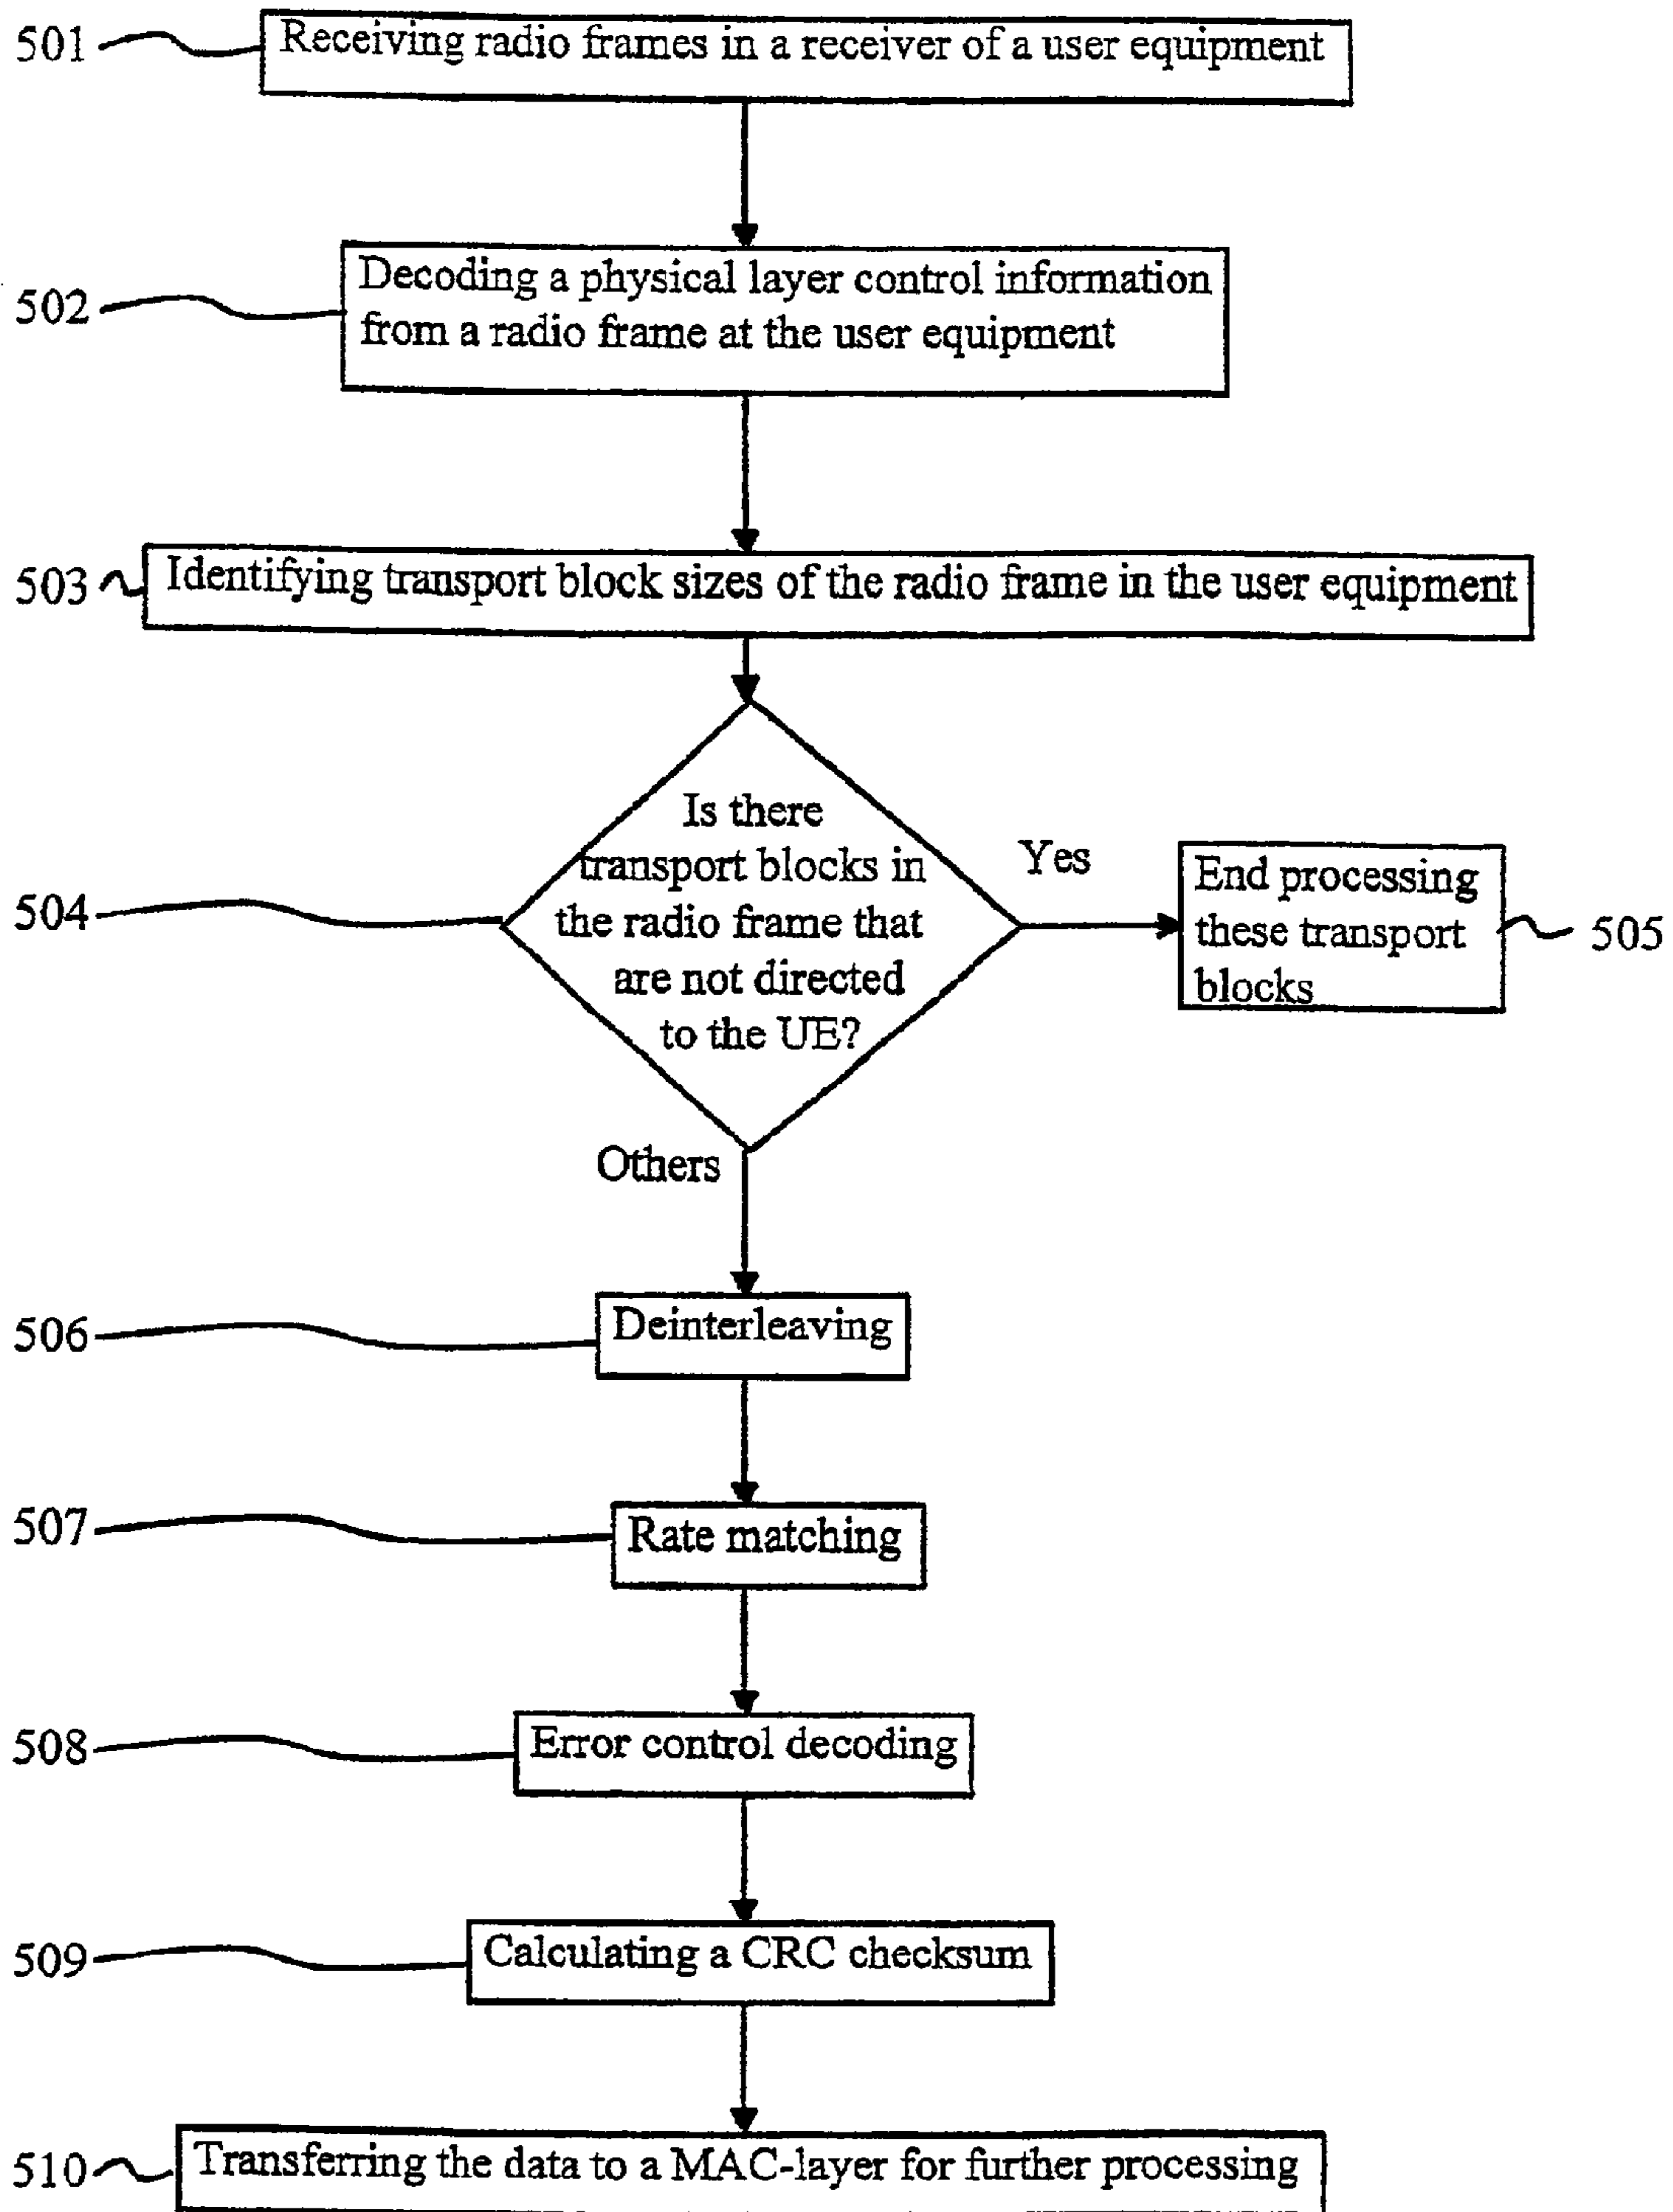 501
Receiving radio frames in a receiver of a user equipment
502
Decoding a physical layer control information
from a radio frame at the user equipment
503
Identifying transport block sizes of the radio frame in the user equipment
504
Is there
transport blocks in
the radio frame that
are not directed
to the UE?
Yes
End processing
these transport
blocks
505
Others
506
Deinterleaving
507
Rate matching
508
Error control decoding
509
Calculating a CRC checksum
510
Transferring the data to a MAC-layer for further processing